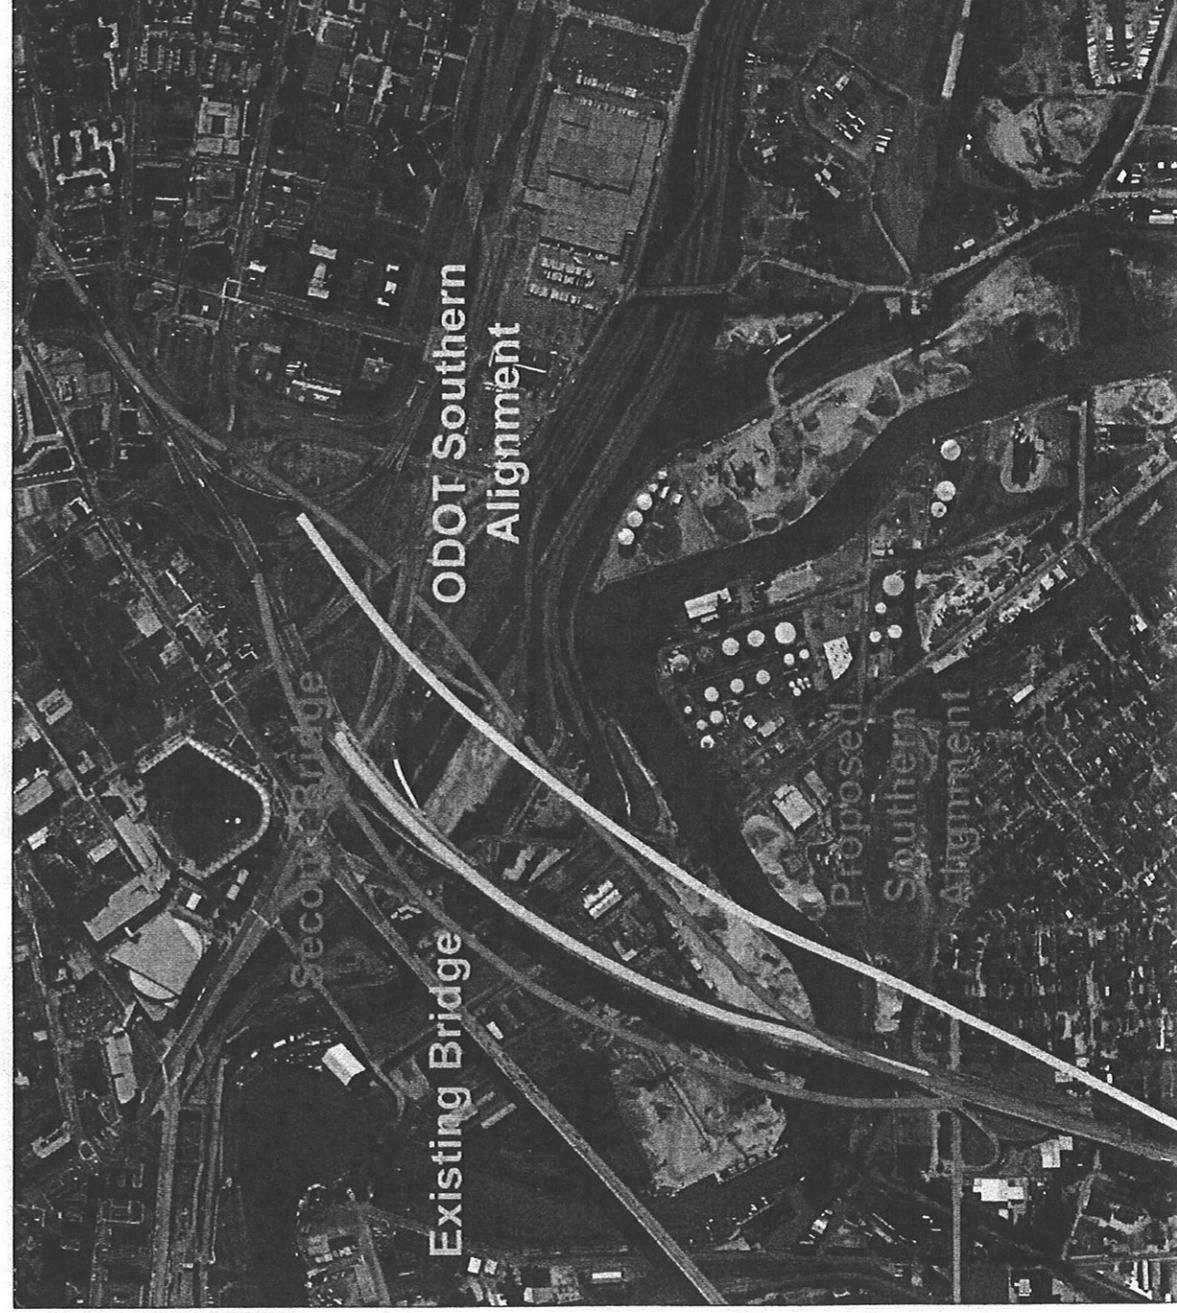 ODOT Southern
Alignment
Second Bridge
Existing Bridge
Proposed
Southern
Alignment